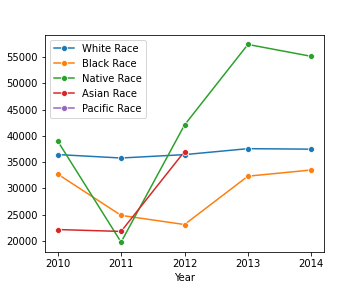 White Race
Black Race
Native Race
Asian Race
Pacific Race
55000
50000
45000
40000
35000
30000
25000
20000
2010 2011 2012 2013 2014
Year